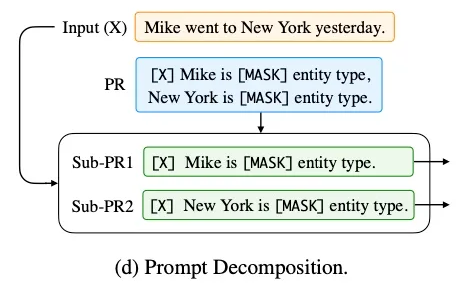 Input (X) Mike went to New York yesterday.
PR [X] Mike is [MASK] entity type,
New York is [MASK] entity type.
Sub-PR1 [X] Mike is [MASK] entity type.
Sub-PR2 [X] New York is [MASK] entity type.
(d) Prompt Decomposition.